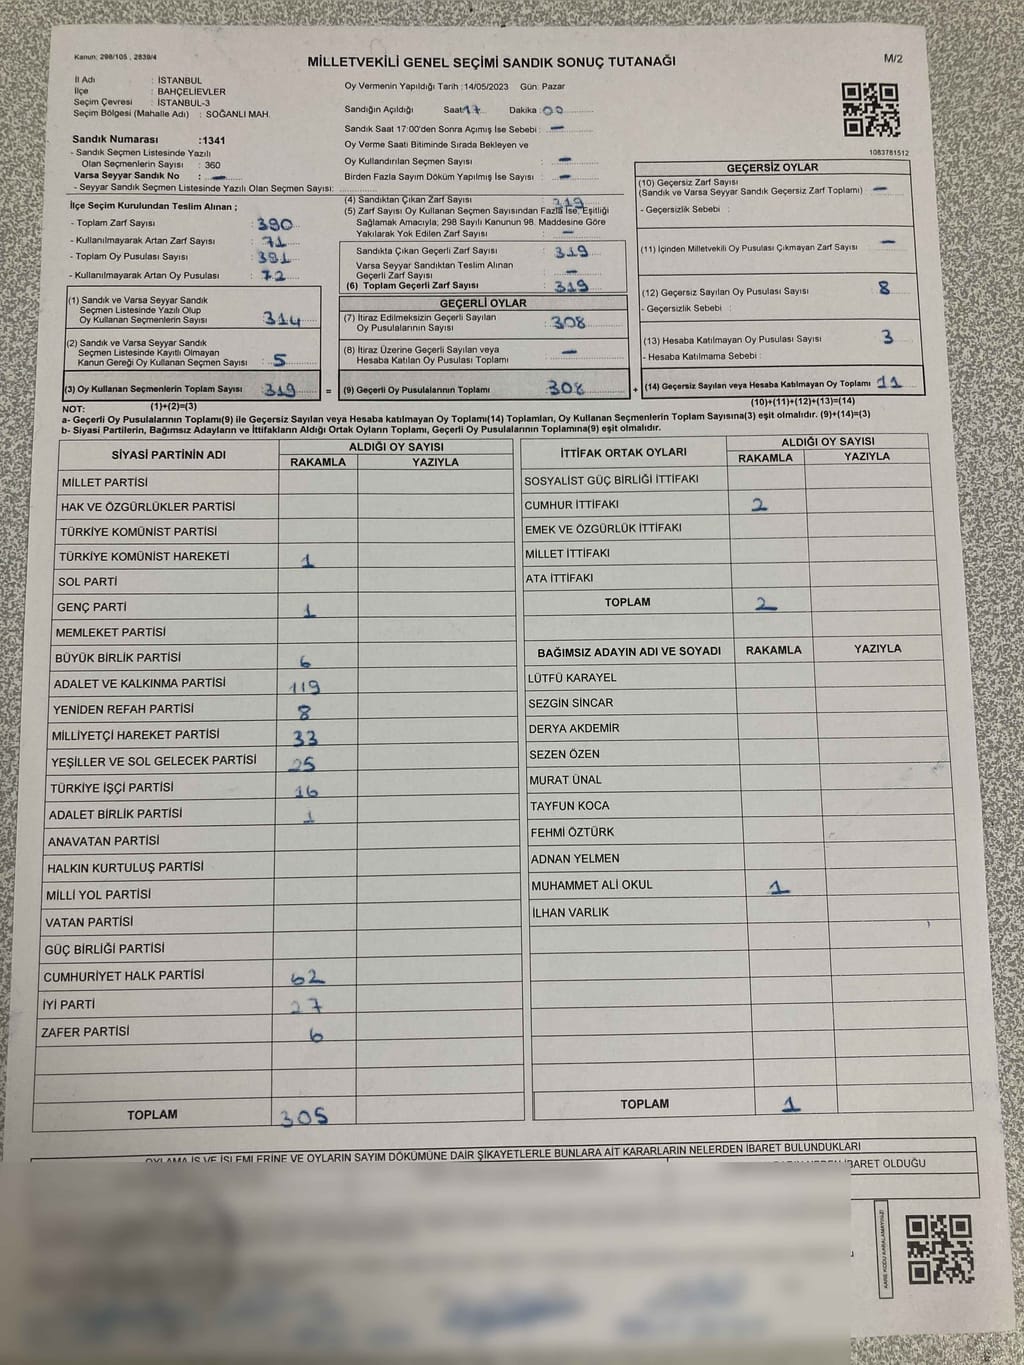 Kanun: 298/105 , 2839/4
MİLLETVEKİLİ GENEL SEÇİMİ SANDIK SONUÇ TUTANAĞI
M/2
İl Adı : İSTANBUL
İlçe : BAHÇELİEVLER
Seçim Çevresi : İSTANBUL-3
Seçim Bölgesi (Mahalle Adı) : SOĞANLI MAH.
Sandık Numarası :1341
- Sandık Seçmen Listesinde Yazılı
Olan Seçmenlerin Sayısı : 360
Varsa Seyyar Sandık No : —
- Seyyar Sandık Seçmen Listesinde Yazılı Olan Seçmen Sayısı:
Oy Vermenin Yapıldığı Tarih :14/05/2023 Gün: Pazar
Sandığın Açıldığı Saat 17 Dakika : 00
Sandık Saat 17:00'den Sonra Açımış İse Sebebi : —
Oy Verme Saati Bitiminde Sırada Bekleyen ve
Oy Kullandırılan Seçmen Sayısı : —
Birden Fazla Sayım Döküm Yapılmış İse Sayısı : —
1083781512
İlçe Seçim Kurulundan Teslim Alınan ;
- Toplam Zarf Sayısı : 390
- Kullanılmayarak Artan Zarf Sayısı : 71
- Toplam Oy Pusulası Sayısı : 391
- Kullanılmayarak Artan Oy Pusulası : 72
(1) Sandık ve Varsa Seyyar Sandık
Seçmen Listesinde Yazılı Olup
Oy Kullanan Seçmenlerin Sayısı : 314
(2) Sandık ve Varsa Seyyar Sandık
Seçmen Listesinde Kayıtlı Olmayan
Kanun Gereği Oy Kullanan Seçmen Sayısı : 5
(3) Oy Kullanan Seçmenlerin Toplam Sayısı : 319
(4) Sandıktan Çıkan Zarf Sayısı : 319
(5) Zarf Sayısı Oy Kullanan Seçmen Sayısından Fazla İse, Eşitliği
Sağlamak Amacıyla; 298 Sayılı Kanunun 98. Maddesine Göre
Yakılarak Yok Edilen Zarf Sayısı : —
Sandıkta Çıkan Geçerli Zarf Sayısı : 319
Varsa Seyyar Sandıktan Teslim Alınan
Geçerli Zarf Sayısı : —
(6) Toplam Geçerli Zarf Sayısı : 319
GEÇERLİ OYLAR
(7) İtiraz Edilmeksizin Geçerli Sayılan
Oy Pusulalarının Sayısı : 308
(8) İtiraz Üzerine Geçerli Sayılan veya
Hesaba Katılan Oy Pusulası Toplamı : —
= (9) Geçerli Oy Pusulalarının Toplamı : 308
GEÇERSİZ OYLAR
(10) Geçersiz Zarf Sayısı
(Sandık ve Varsa Seyyar Sandık Geçersiz Zarf Toplamı) : —
- Geçersizlik Sebebi :
(11) İçinden Milletvekili Oy Pusulası Çıkmayan Zarf Sayısı : —
(12) Geçersiz Sayılan Oy Pusulası Sayısı : 8
- Geçersizlik Sebebi :
(13) Hesaba Katılmayan Oy Pusulası Sayısı : 3
- Hesaba Katılmama Sebebi :
+ (14) Geçersiz Sayılan veya Hesaba Katılmayan Oy Toplamı : 11
(1)+(2)=(3)
(10)+(11)+(12)+(13)=(14)
NOT:
a- Geçerli Oy Pusulalarının Toplamı(9) ile Geçersiz Sayılan veya Hesaba katılmayan Oy Toplamı(14) Toplamları, Oy Kullanan Seçmenlerin Toplam Sayısına(3) eşit olmalıdır. (9)+(14)=(3)
b- Siyasi Partilerin, Bağımsız Adayların ve İttifakların Aldığı Ortak Oyların Toplamı, Geçerli Oy Pusulalarının Toplamına(9) eşit olmalıdır.
SİYASİ PARTİNİN ADI ALDIĞI OY SAYISI
RAKAMLA YAZIYLA
MİLLET PARTİSİ
HAK VE ÖZGÜRLÜKLER PARTİSİ
TÜRKİYE KOMÜNİST PARTİSİ
TÜRKİYE KOMÜNİST HAREKETİ 1
SOL PARTİ
GENÇ PARTİ 1
MEMLEKET PARTİSİ
BÜYÜK BİRLİK PARTİSİ 6
ADALET VE KALKINMA PARTİSİ 119
YENİDEN REFAH PARTİSİ 8
MİLLİYETÇİ HAREKET PARTİSİ 33
YEŞİLLER VE SOL GELECEK PARTİSİ 25
TÜRKİYE İŞÇİ PARTİSİ 16
ADALET BİRLİK PARTİSİ 1
ANAVATAN PARTİSİ
HALKIN KURTULUŞ PARTİSİ
MİLLİ YOL PARTİSİ
VATAN PARTİSİ
GÜÇ BİRLİĞİ PARTİSİ
CUMHURİYET HALK PARTİSİ 62
İYİ PARTİ 27
ZAFER PARTİSİ 6
TOPLAM 305
İTTİFAK ORTAK OYLARI ALDIĞI OY SAYISI
RAKAMLA YAZIYLA
SOSYALİST GÜÇ BİRLİĞİ İTTİFAKI
CUMHUR İTTİFAKI 2
EMEK VE ÖZGÜRLÜK İTTİFAKI
MİLLET İTTİFAKI
ATA İTTİFAKI
TOPLAM 2
BAĞIMSIZ ADAYIN ADI VE SOYADI RAKAMLA YAZIYLA
LÜTFÜ KARAYEL
SEZGİN SİNCAR
DERYA AKDEMİR
SEZEN ÖZEN
MURAT ÜNAL
TAYFUN KOCA
FEHMİ ÖZTÜRK
ADNAN YELMEN
MUHAMMET ALİ OKUL 1
İLHAN VARLIK
TOPLAM 1
OYLAMA İŞ VE İŞLEMLERİNE VE OYLARIN SAYIM DÖKÜMÜNE DAİR ŞİKAYETLERLE BUNLARA AİT KARARLARIN NELERDEN İBARET BULUNDUKLARI
İBARET OLDUĞU
KARE KODU KARALAMAYINIZ!